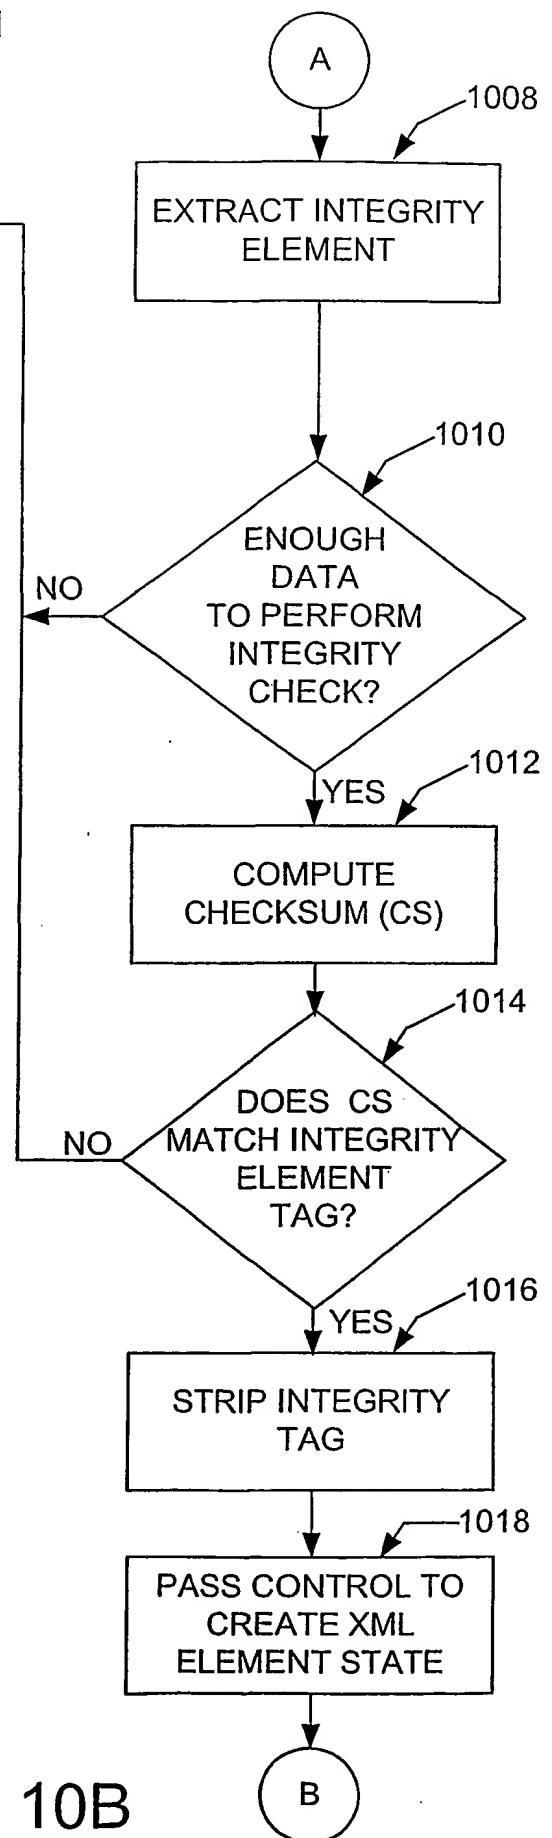 A
1008
EXTRACT INTEGRITY
ELEMENT
1010
ENOUGH
DATA
TO PERFORM
INTEGRITY
CHECK?
NO
YES
1012
COMPUTE
CHECKSUM (CS)
1014
DOES CS
MATCH INTEGRITY
ELEMENT
TAG?
NO
YES
1016
STRIP INTEGRITY
TAG
1018
PASS CONTROL TO
CREATE XML
ELEMENT STATE
B
10B